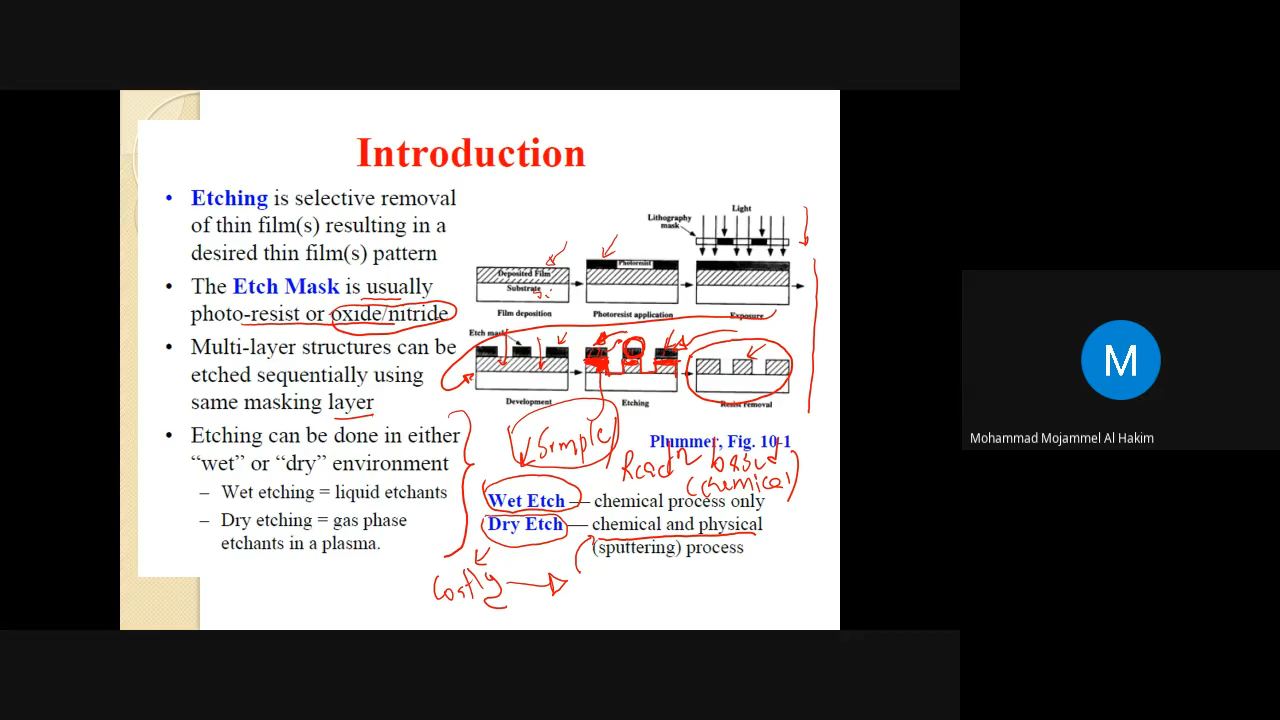 Introduction
• Etching is selective removal
of thin film(s) resulting in a
desired thin film(s) pattern
• The Etch Mask is usually
photo-resist or oxide/nitride
• Multi-layer structures can be
etched sequentially using
same masking layer
• Etching can be done in either
“wet” or “dry” environment
– Wet etching = liquid etchants
– Dry etching = gas phase
etchants in a plasma.
Light
Lithography
mask
Deposited Film
Substrate
Si
Film deposition
Photoresist
Photoresist application
Exposure
Etch mask
Development
Etching
Resist removal
Plummer, Fig. 10-1
Simple
Reactn based
(chemical)
Wet Etch — chemical process only
Dry Etch — chemical and physical
(sputtering) process
Costly
M
Mohammad Mojammel Al Hakim